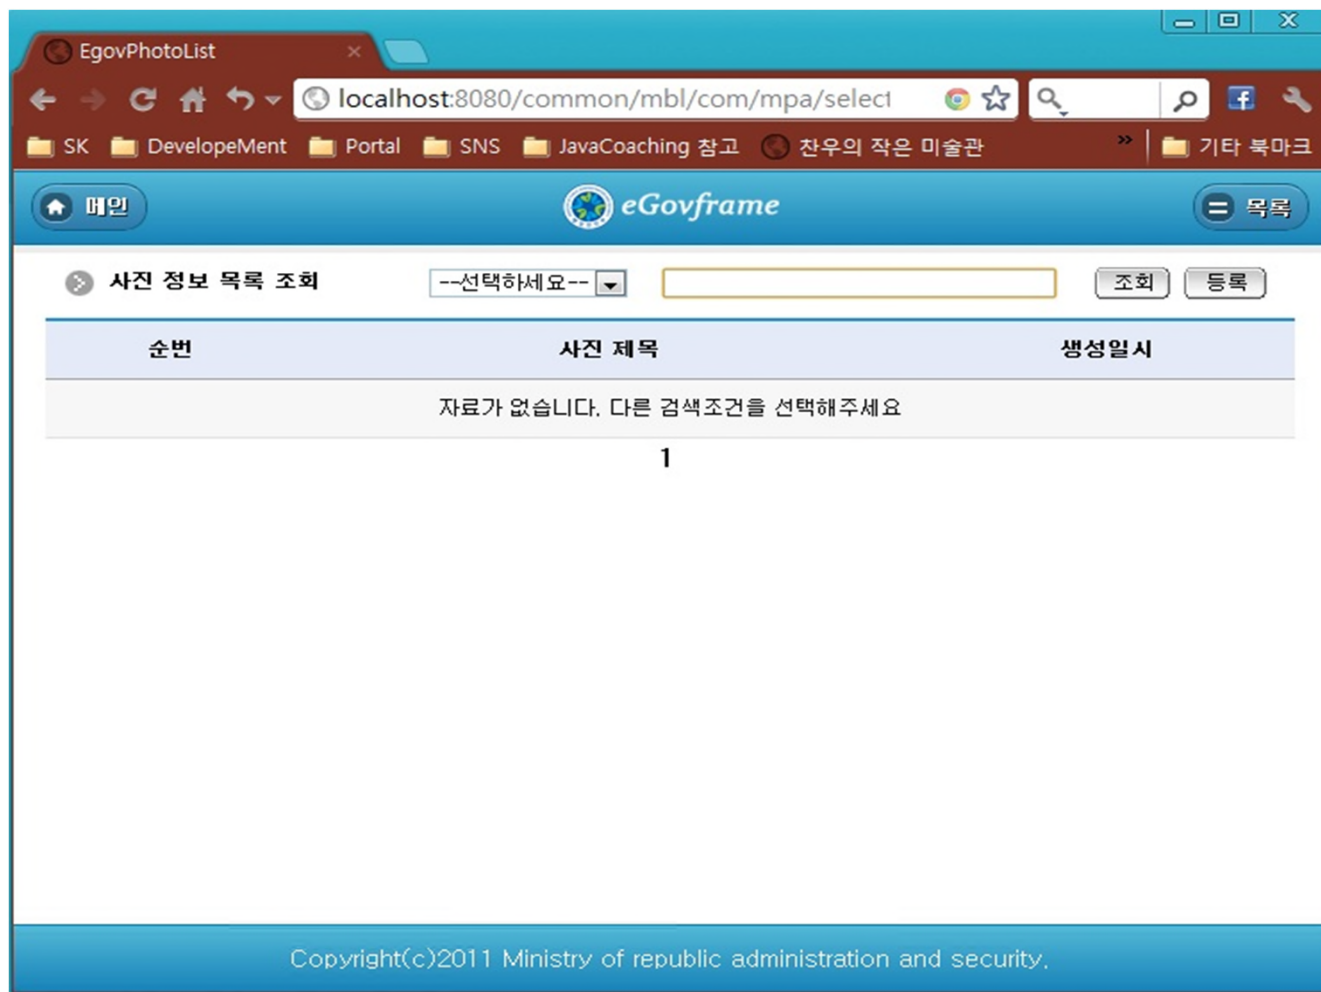 EgovPhotoList
localhost:8080/common/mbl/com/mpa/select
SK DevelopeMent Portal SNS JavaCoaching 참고 찬우의 작은 미술관 » 기타 북마크
메인 eGovframe 목록
사진 정보 목록 조회 --선택하세요-- 조회 등록
순번 사진 제목 생성일시
자료가 없습니다. 다른 검색조건을 선택해주세요
1
Copyright(c)2011 Ministry of republic administration and security.